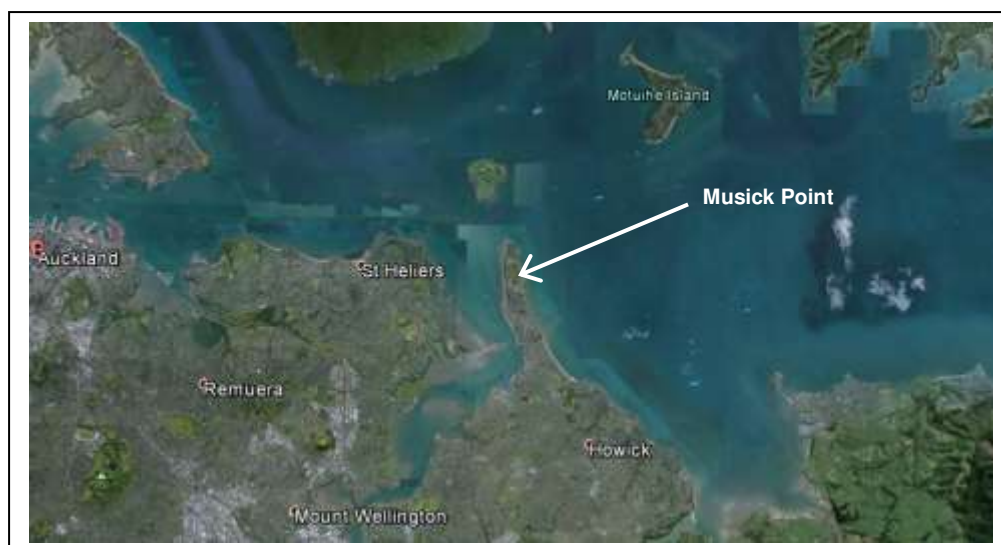 Motuihe Island
Musick Point
Auckland
St Heliers
Remuera
Howick
Mount Wellington